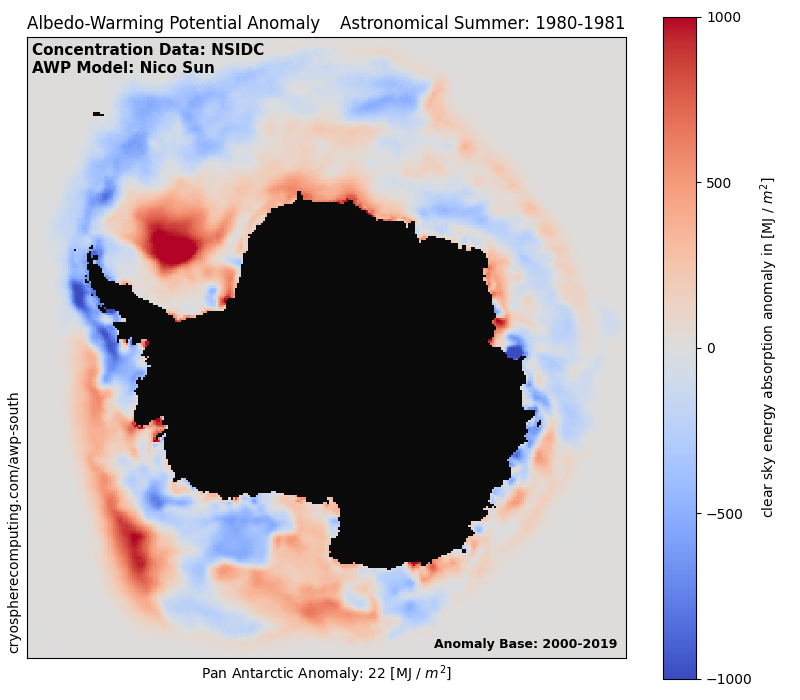 Albedo-Warming Potential Anomaly    Astronomical Summer: 1980-1981
Concentration Data: NSIDC
AWP Model: Nico Sun
cryospherecomputing.com/awp-south
Anomaly Base: 2000-2019
Pan Antarctic Anomaly: 22 [MJ / m²]
1000
500
0
−500
−1000
clear sky energy absorption anomaly in [MJ / m²]